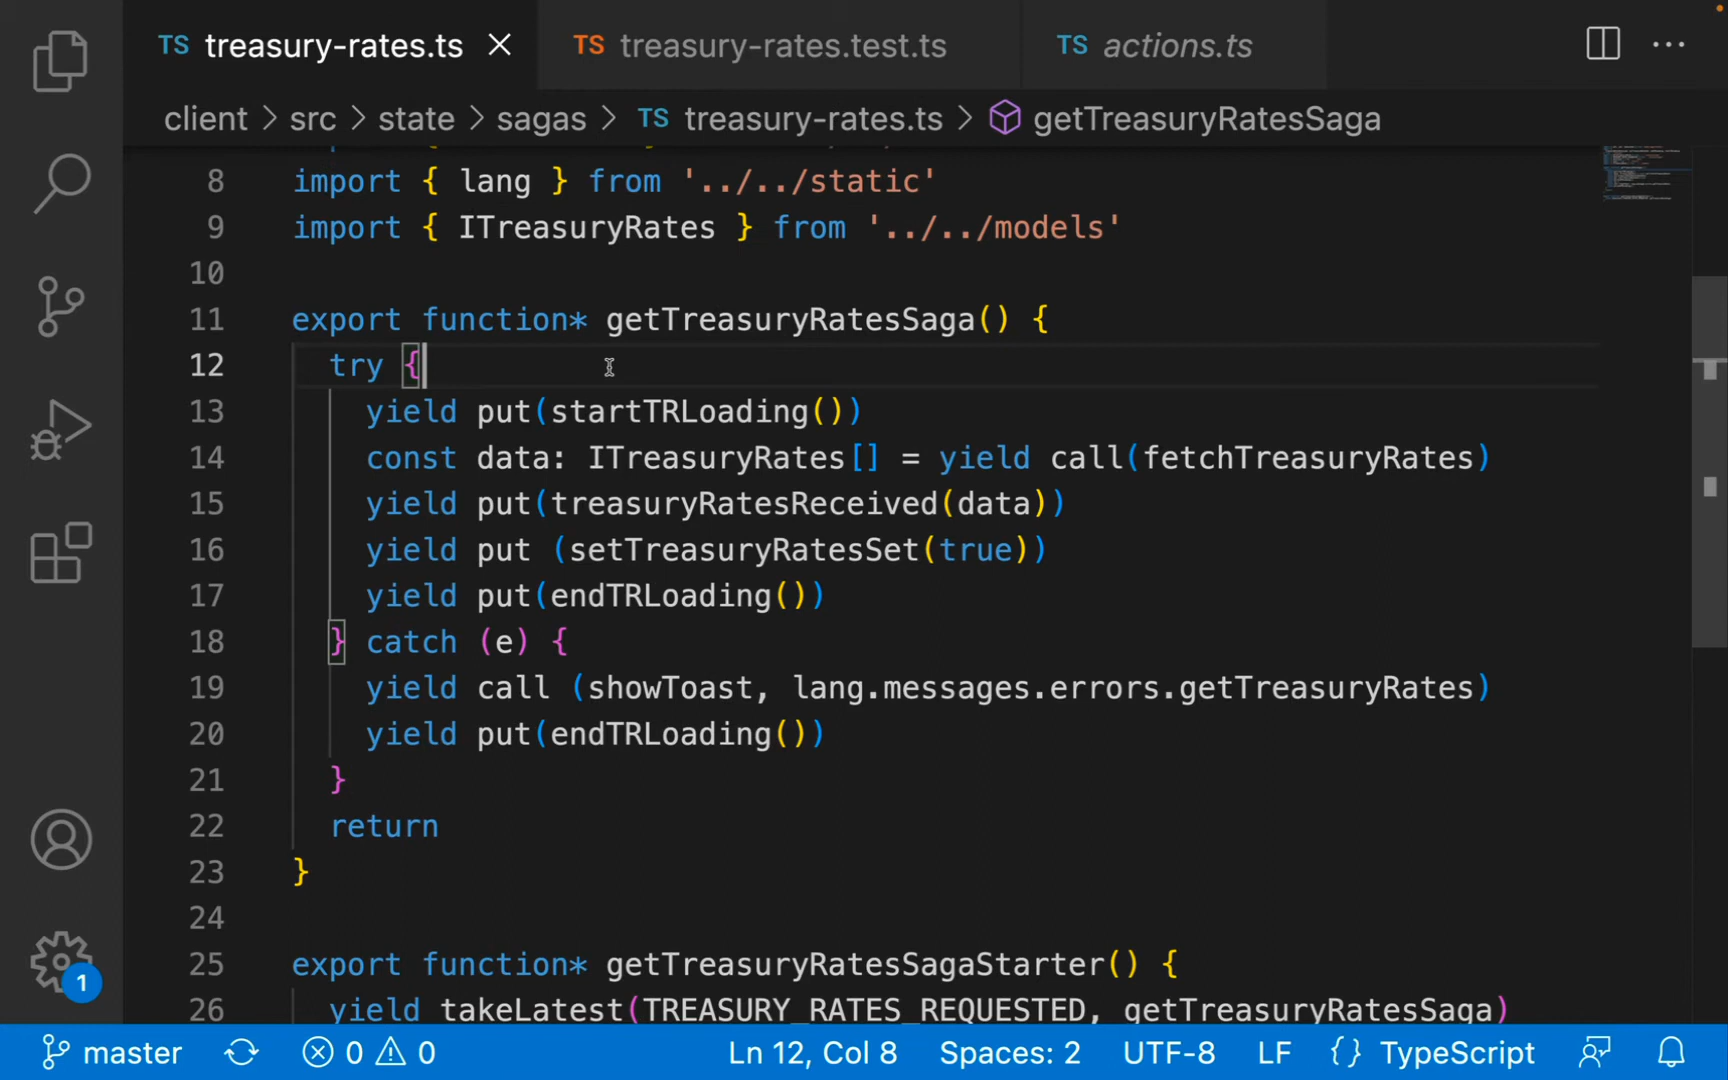 TS treasury-rates.ts
TS treasury-rates.test.ts
TS actions.ts
client > src > state > sagas > TS treasury-rates.ts > getTreasuryRatesSaga
8 import { lang } from '../../static'
9 import { ITreasuryRates } from '../../models'
10
11 export function* getTreasuryRatesSaga() {
12 try {
13 yield put(startTRLoading())
14 const data: ITreasuryRates[] = yield call(fetchTreasuryRates)
15 yield put(treasuryRatesReceived(data))
16 yield put (setTreasuryRatesSet(true))
17 yield put(endTRLoading())
18 } catch (e) {
19 yield call (showToast, lang.messages.errors.getTreasuryRates)
20 yield put(endTRLoading())
21 }
22 return
23 }
24
25 export function* getTreasuryRatesSagaStarter() {
26 yield takeLatest(TREASURY_RATES_REQUESTED, getTreasuryRatesSaga)
1
master 0 0 Ln 12, Col 8 Spaces: 2 UTF-8 LF {} TypeScript